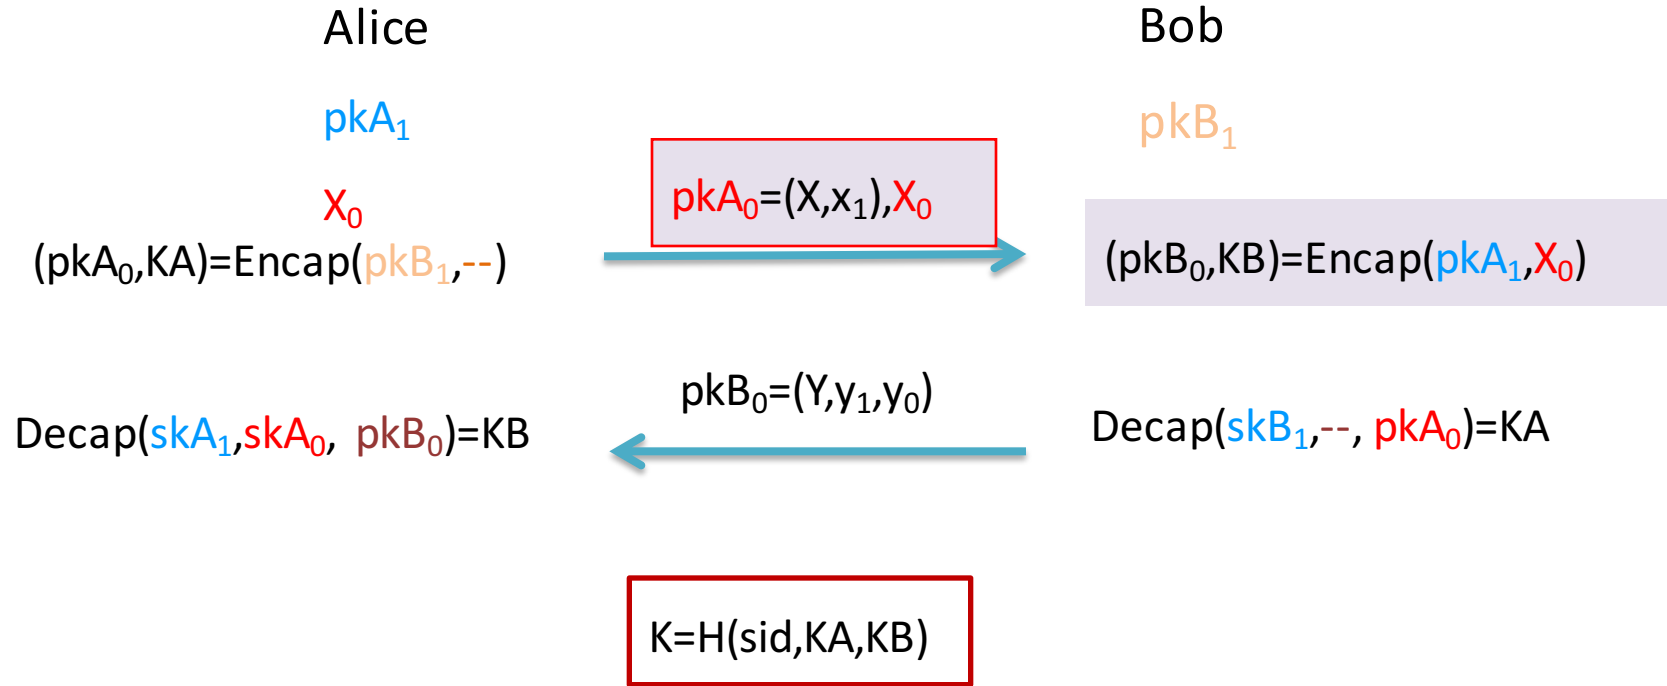 Alice
Bob
pkA₁
pkB₁
X₀
pkA₀=(X,x₁),X₀
(pkA₀,KA)=Encap(pkB₁,--)
(pkB₀,KB)=Encap(pkA₁,X₀)
pkB₀=(Y,y₁,y₀)
Decap(skA₁,skA₀, pkB₀)=KB
Decap(skB₁,--, pkA₀)=KA
K=H(sid,KA,KB)